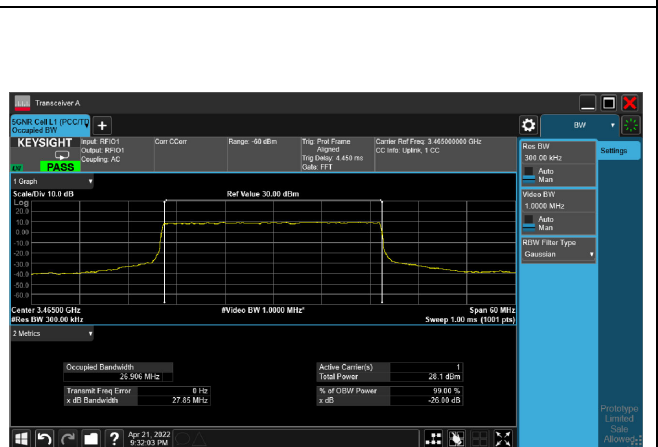 Transceiver A
5GNR Cell L1 (PCC/TD
Occupied BW
+
BW
KEYSIGHT
Input: RFIO1
Output: RFIO1
Coupling: AC
Corr CCorr
Range: -60 dBm
Trig: Prot Frame
Aligned
Trig Delay: 4.450 ms
Gate: FFT
Carrier Ref Freq: 3.465000000 GHz
CC Info: Uplink, 1 CC
PASS
Res BW
300.00 kHz
Auto
Man
Settings
Video BW
1.0000 MHz
Auto
Man
RBW Filter Type
Gaussian
1 Graph
Scale/Div 10.0 dB
Ref Value 30.00 dBm
Log
20.0
10.0
0.00
-10.0
-20.0
-30.0
-40.0
-50.0
-60.0
Center 3.46500 GHz
#Video BW 1.0000 MHz*
Span 60 MHz
#Res BW 300.00 kHz
Sweep 1.00 ms (1001 pts)
2 Metrics
Occupied Bandwidth
26.906 MHz
Active Carrier(s) 1
Total Power 28.1 dBm
Transmit Freq Error 0 Hz
x dB Bandwidth 27.85 MHz
% of OBW Power 99.00 %
x dB -26.00 dB
Prototype
Limited
Sale
Allowed
?
Apr 21, 2022
9:32:03 PM